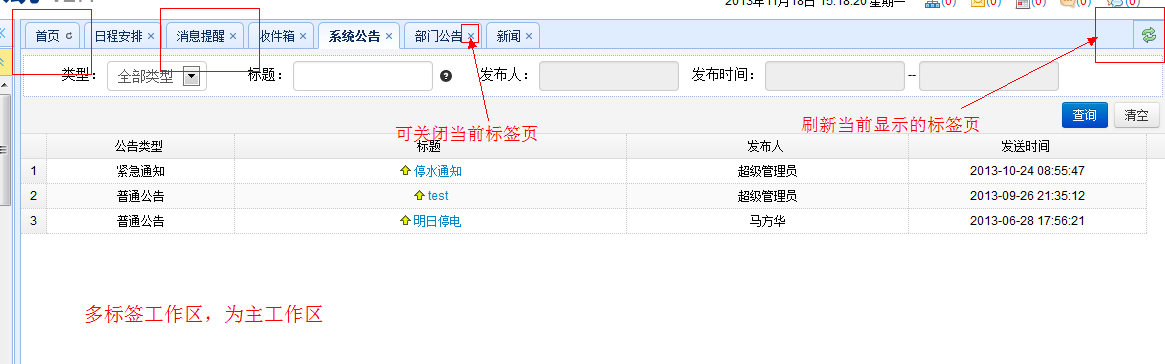 2013年11月18日 15:18:20 星期一 (0) (0) (0) (0) (0)
首页 日程安排 消息提醒 收件箱 系统公告 部门公告 新闻
类型： 全部类型 标题： 发布人： 发布时间： --
可关闭当前标签页
刷新当前显示的标签页
查询 清空
公告类型 标题 发布人 发送时间
1 紧急通知 停水通知 超级管理员 2013-10-24 08:55:47
2 普通公告 test 超级管理员 2013-09-26 21:35:12
3 普通公告 明日停电 马方华 2013-06-28 17:56:21
多标签工作区，为主工作区